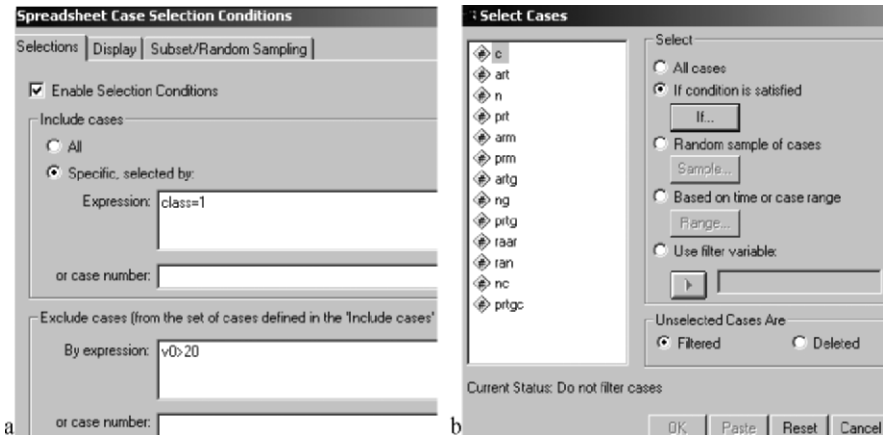 Spreadsheet Case Selection Conditions
Selections Display Subset/Random Sampling
Enable Selection Conditions
Include cases
All
Specific, selected by:
Expression: class=1
or case number:
Exclude cases (from the set of cases defined in the 'Include cases'
By expression: v0>20
or case number:
a
Select Cases
c
art
n
prt
arm
prm
artg
ng
prtg
raar
ran
nc
prtgc
Select
All cases
If condition is satisfied
If...
Random sample of cases
Sample...
Based on time or case range
Range...
Use filter variable:
Unselected Cases Are
Filtered Deleted
Current Status: Do not filter cases
OK Paste Reset Cancel
b